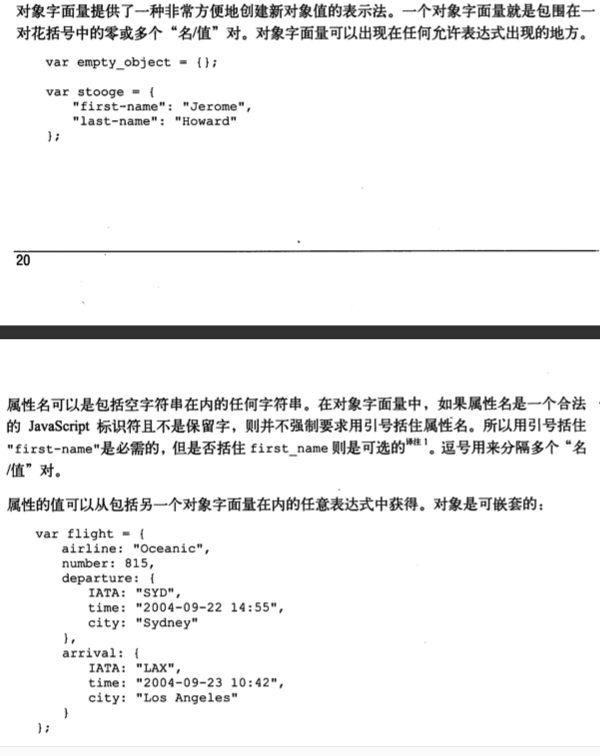 对象字面量提供了一种非常方便地创建新对象值的表示法。一个对象字面量就是包围在一
对花括号中的零或多个“名/值”对。对象字面量可以出现在任何允许表达式出现的地方。
var empty_object = {};
var stooge = {
"first-name": "Jerome",
"last-name": "Howard"
};
20
属性名可以是包括空字符串在内的任何字符串。在对象字面量中，如果属性名是一个合法
的 JavaScript 标识符且不是保留字，则并不强制要求用引号括住属性名。所以用引号括住
"first-name"是必需的，但是否括住 first_name 则是可选的译注1。逗号用来分隔多个“名
/值”对。
属性的值可以从包括另一个对象字面量在内的任意表达式中获得。对象是可嵌套的：
var flight = {
airline: "Oceanic",
number: 815,
departure: {
IATA: "SYD",
time: "2004-09-22 14:55",
city: "Sydney"
},
arrival: {
IATA: "LAX",
time: "2004-09-23 10:42",
city: "Los Angeles"
}
};